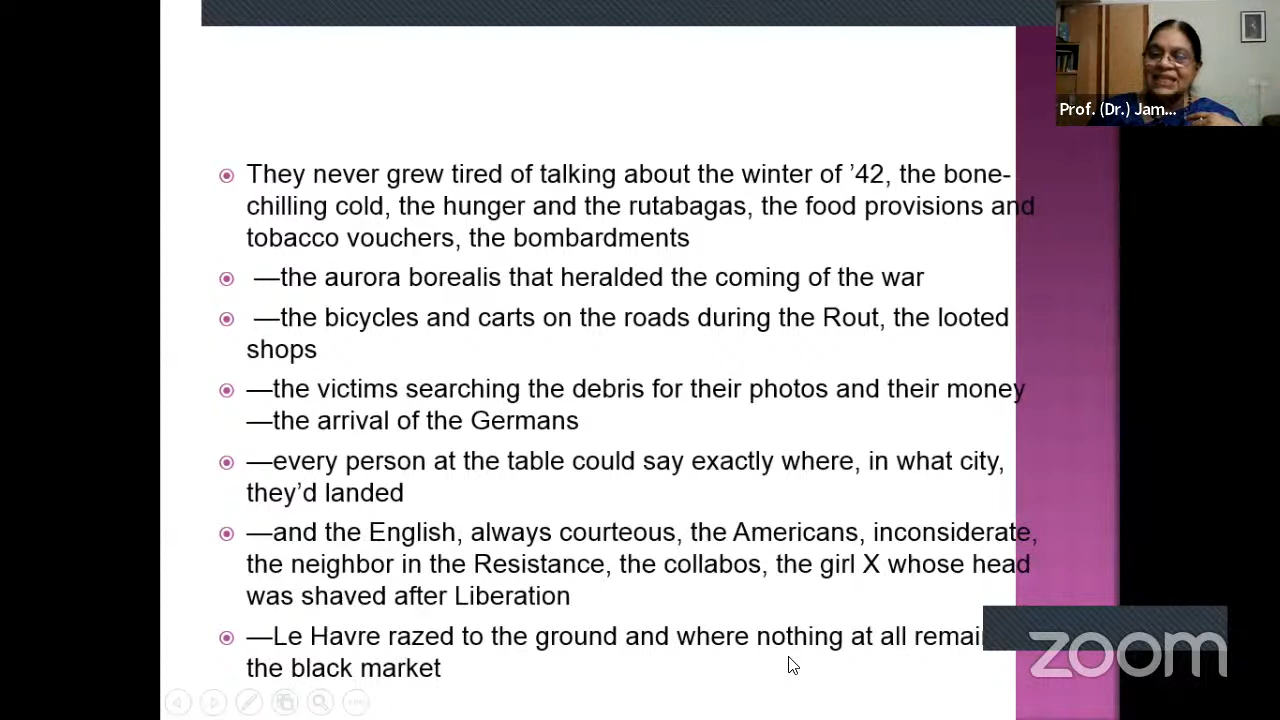 Prof. (Dr.) Jam...
They never grew tired of talking about the winter of ’42, the bone-
chilling cold, the hunger and the rutabagas, the food provisions and
tobacco vouchers, the bombardments
—the aurora borealis that heralded the coming of the war
—the bicycles and carts on the roads during the Rout, the looted
shops
—the victims searching the debris for their photos and their money
—the arrival of the Germans
—every person at the table could say exactly where, in what city,
they’d landed
—and the English, always courteous, the Americans, inconsiderate,
the neighbor in the Resistance, the collabos, the girl X whose head
was shaved after Liberation
—Le Havre razed to the ground and where nothing at all
the black market
zoom